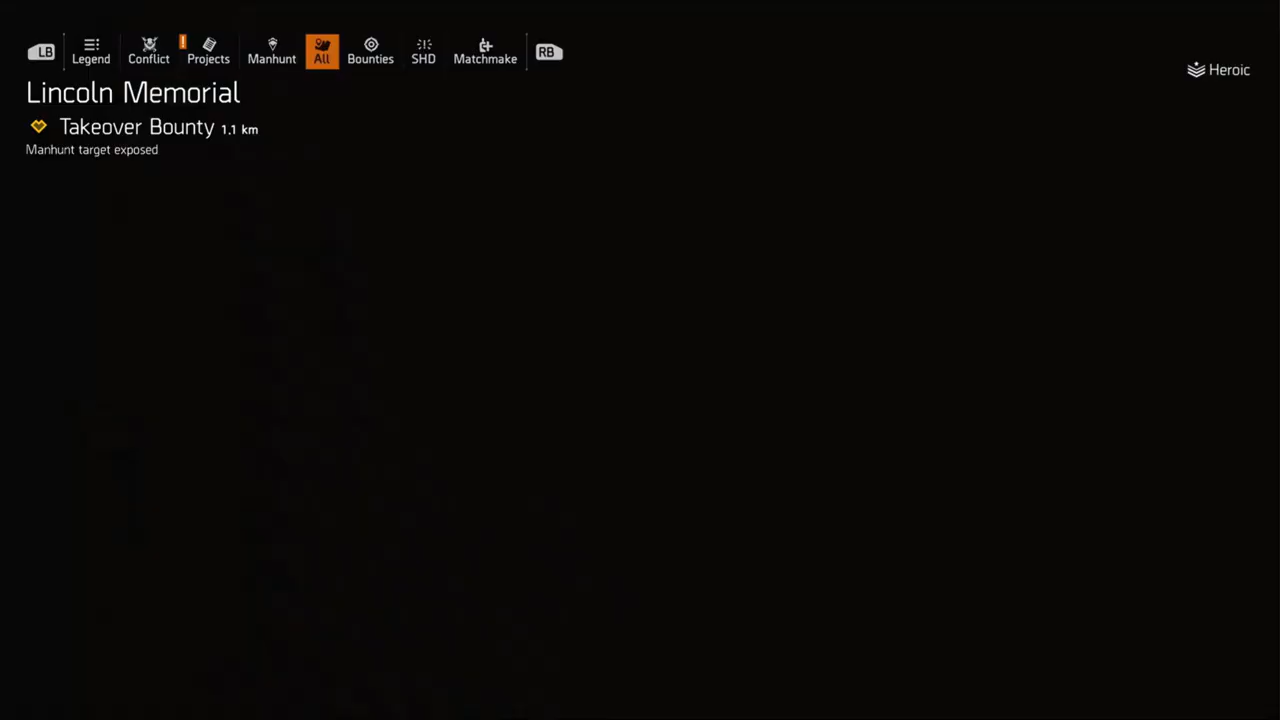 LB Legend Conflict Projects Manhunt All Bounties SHD Matchmake RB
Heroic
Lincoln Memorial
Takeover Bounty 1.1 km
Manhunt target exposed